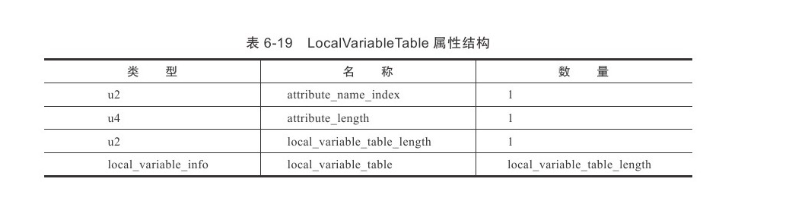 表 6-19 LocalVariableTable 属性结构
类 型 名 称 数 量
u2 attribute_name_index 1
u4 attribute_length 1
u2 local_variable_table_length 1
local_variable_info local_variable_table local_variable_table_length